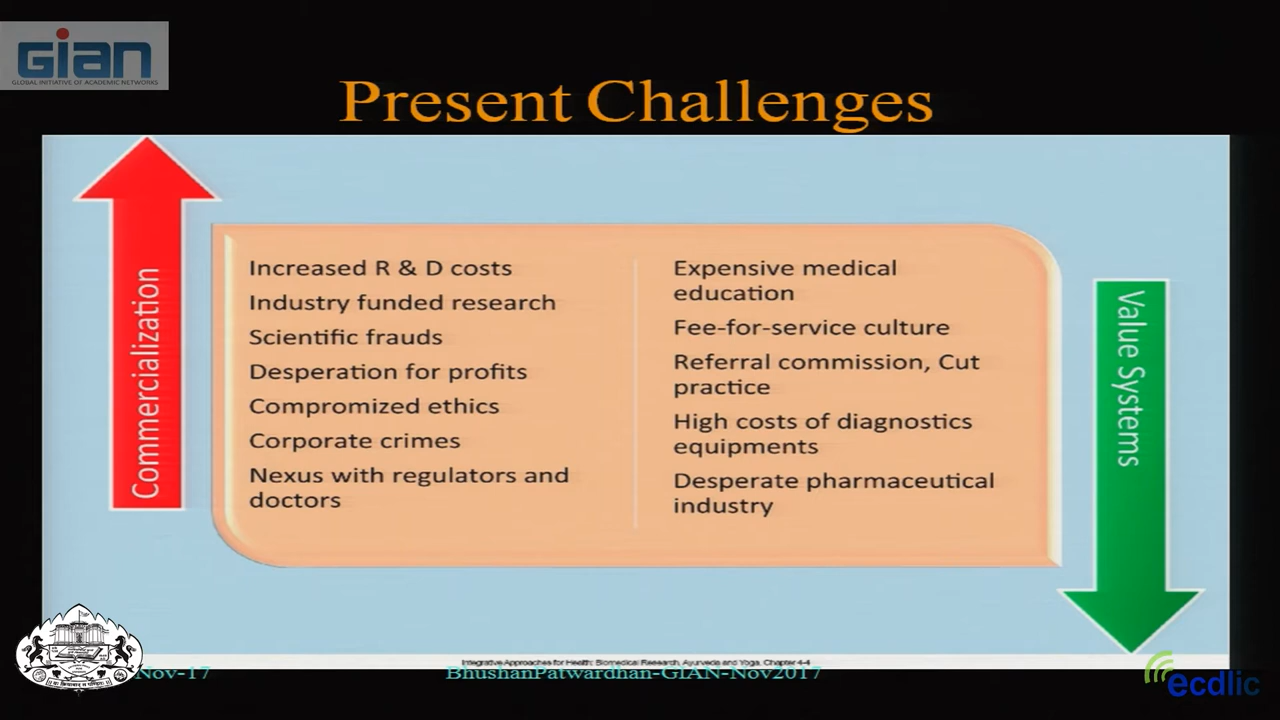 GIAN
GLOBAL INITIATIVE OF ACADEMIC NETWORKS
Present Challenges
Commercialization
Increased R & D costs
Industry funded research
Scientific frauds
Desperation for profits
Compromized ethics
Corporate crimes
Nexus with regulators and
doctors
Expensive medical
education
Fee-for-service culture
Referral commission, Cut
practice
High costs of diagnostics
equipments
Desperate pharmaceutical
industry
Value Systems
Integrative Approaches for Health: Biomedical Research, Ayurveda and Yoga, Chapter 4-4
Nov-17
BhushanPatwardhan-GIAN-Nov2017
ecdlic